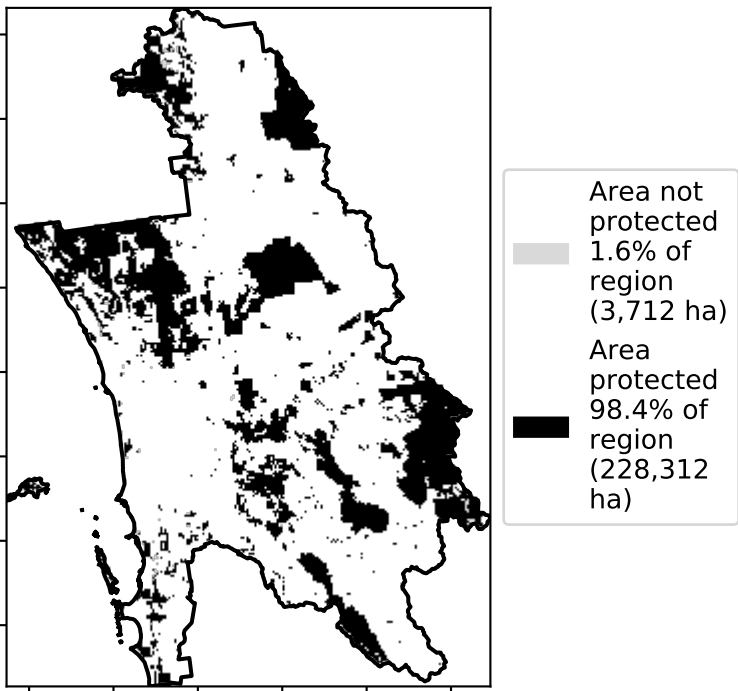 Area not
protected
1.6% of
region
(3,712 ha)
Area
protected
98.4% of
region
(228,312
ha)